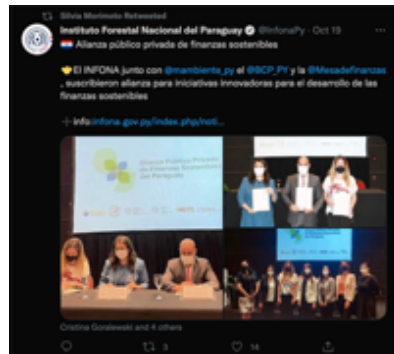 Silvia Morimoto Retweeted
Instituto Forestal Nacional del Paraguay @InfonaPy · Oct 19
Alianza público privada de finanzas sostenibles
El INFONA junto con @mambiente_py el @BCP_PY y la @Mesadefinanzas
, suscribieron alianza para iniciativas innovadoras para el desarrollo de las
finanzas sostenibles
info:infona.gov.py/index.php/noti...
Alianza Público Privada
de Finanzas Sostenibles
del Paraguay
Cristina Goralewski and 4 others
3
14